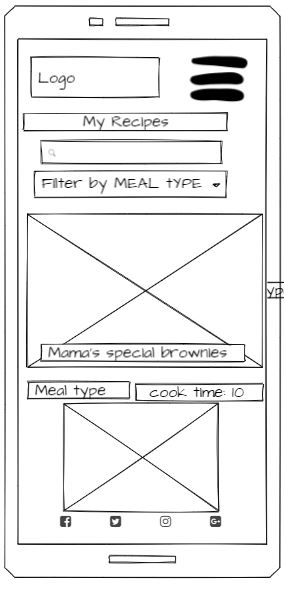 Logo
My Recipes
Filter by MEAL tYPE
yp
Mama's special brownies
Meal type
cook time: 10